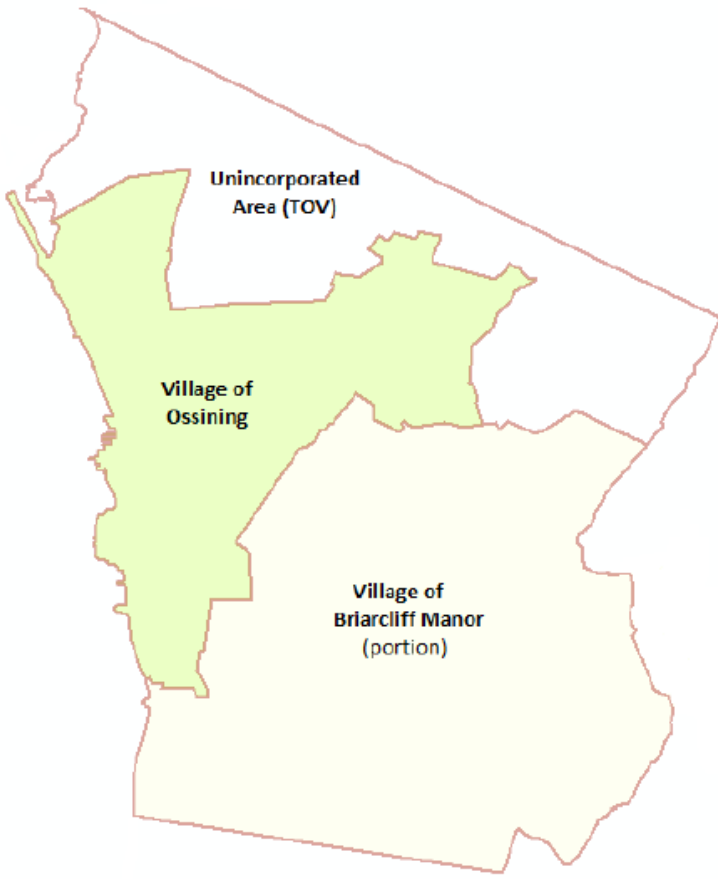 Unincorporated
Area (TOV)
Village of
Ossining
Village of
Briarcliff Manor
(portion)